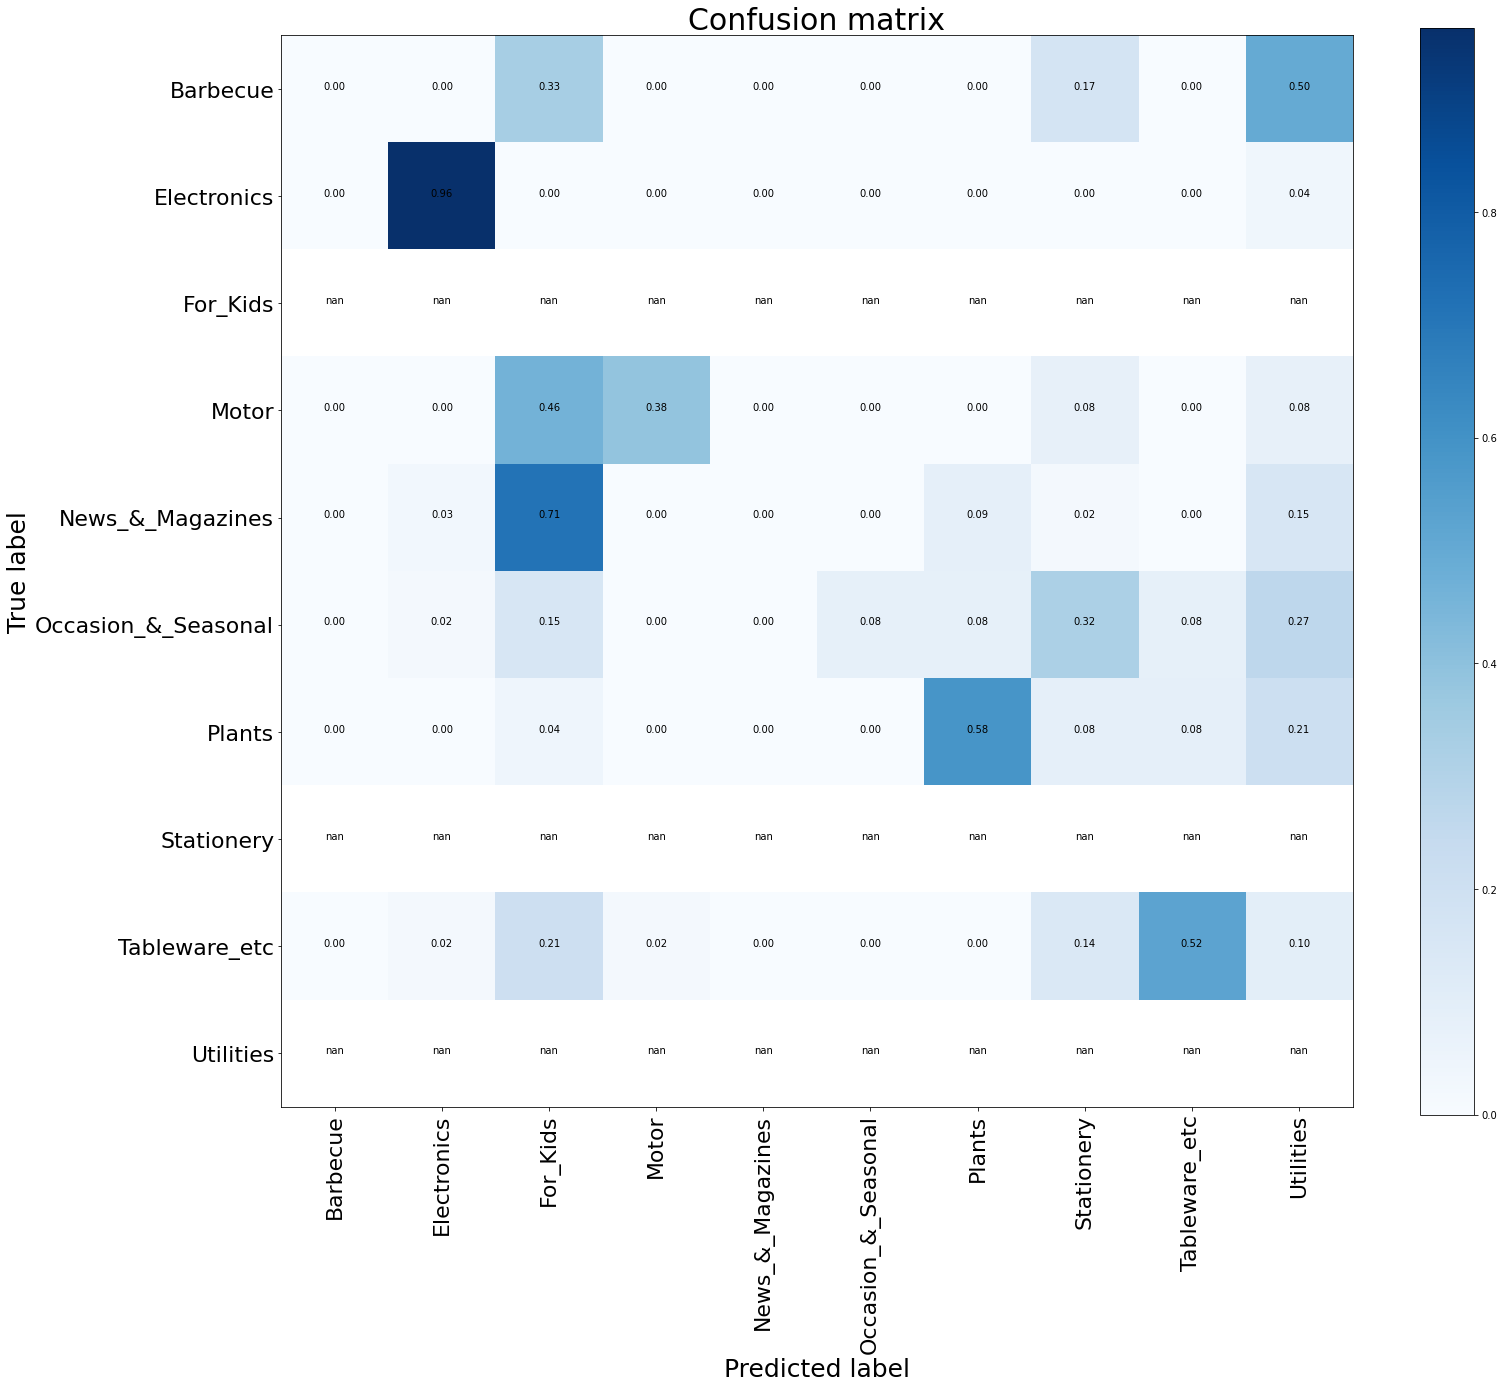 Confusion matrix
Barbecue 0.00 0.00 0.33 0.00 0.00 0.00 0.00 0.17 0.00 0.50
Electronics 0.00 0.96 0.00 0.00 0.00 0.00 0.00 0.00 0.00 0.04
For_Kids nan nan nan nan nan nan nan nan nan nan
Motor 0.00 0.00 0.46 0.38 0.00 0.00 0.00 0.08 0.00 0.08
News_&_Magazines 0.00 0.03 0.71 0.00 0.00 0.00 0.09 0.02 0.00 0.15
Occasion_&_Seasonal 0.00 0.02 0.15 0.00 0.00 0.08 0.08 0.32 0.08 0.27
Plants 0.00 0.00 0.04 0.00 0.00 0.00 0.58 0.08 0.08 0.21
Stationery nan nan nan nan nan nan nan nan nan nan
Tableware_etc 0.00 0.02 0.21 0.02 0.00 0.00 0.00 0.14 0.52 0.10
Utilities nan nan nan nan nan nan nan nan nan nan
True label
Barbecue
Electronics
For_Kids
Motor
News_&_Magazines
Occasion_&_Seasonal
Plants
Stationery
Tableware_etc
Utilities
Predicted label
0.8
0.6
0.4
0.2
0.0